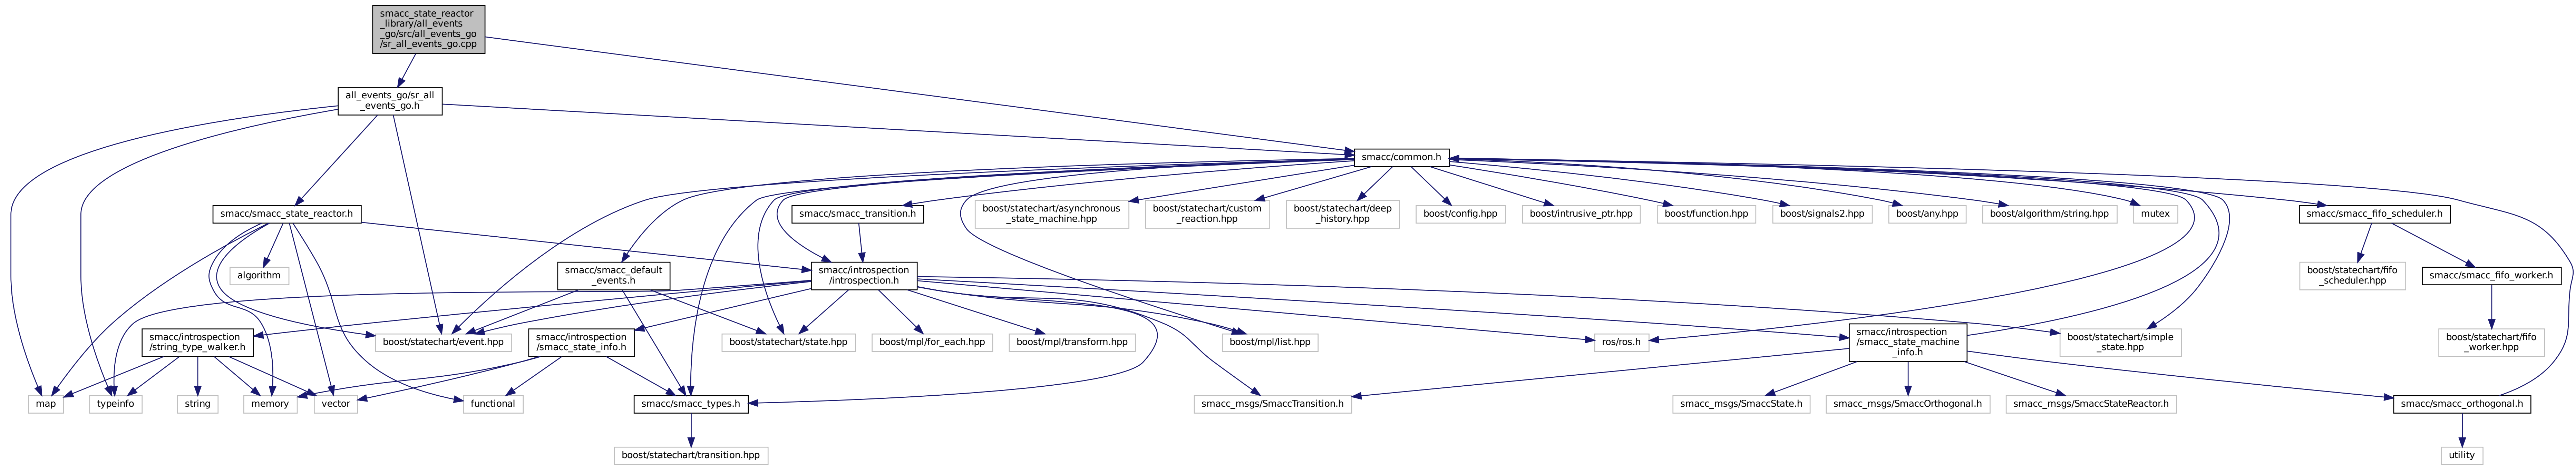 smacc_state_reactor
_library/all_events
_go/src/all_events_go
/sr_all_events_go.cpp
all_events_go/sr_all
_events_go.h
smacc/common.h
smacc/smacc_state_reactor.h
smacc/smacc_transition.h
boost/statechart/asynchronous
_state_machine.hpp
boost/statechart/custom
_reaction.hpp
boost/statechart/deep
_history.hpp
boost/config.hpp
boost/intrusive_ptr.hpp
boost/function.hpp
boost/signals2.hpp
boost/any.hpp
boost/algorithm/string.hpp
mutex
smacc/smacc_fifo_scheduler.h
algorithm
smacc/smacc_default
_events.h
smacc/introspection
/introspection.h
boost/statechart/fifo
_scheduler.hpp
smacc/smacc_fifo_worker.h
smacc/introspection
/string_type_walker.h
boost/statechart/event.hpp
smacc/introspection
/smacc_state_info.h
boost/statechart/state.hpp
boost/mpl/for_each.hpp
boost/mpl/transform.hpp
boost/mpl/list.hpp
ros/ros.h
smacc/introspection
/smacc_state_machine
_info.h
boost/statechart/simple
_state.hpp
boost/statechart/fifo
_worker.hpp
map
typeinfo
string
memory
vector
functional
smacc/smacc_types.h
smacc_msgs/SmaccTransition.h
smacc_msgs/SmaccState.h
smacc_msgs/SmaccOrthogonal.h
smacc_msgs/SmaccStateReactor.h
smacc/smacc_orthogonal.h
boost/statechart/transition.hpp
utility